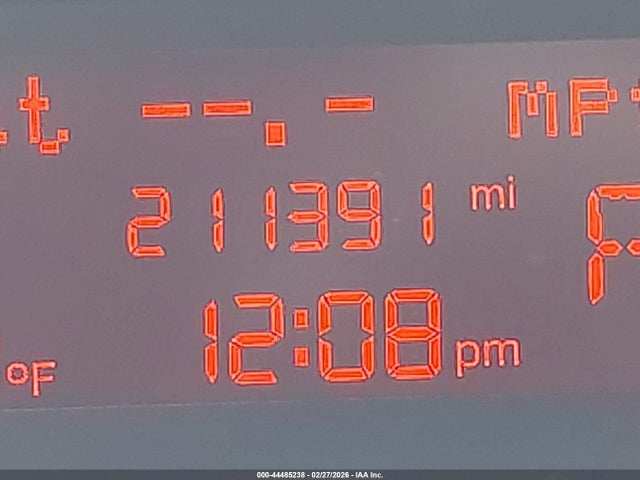 .t --.- MP
211391 mi
12:08 pm
°F
000-44485238 - 02/27/2026 - IAA Inc.